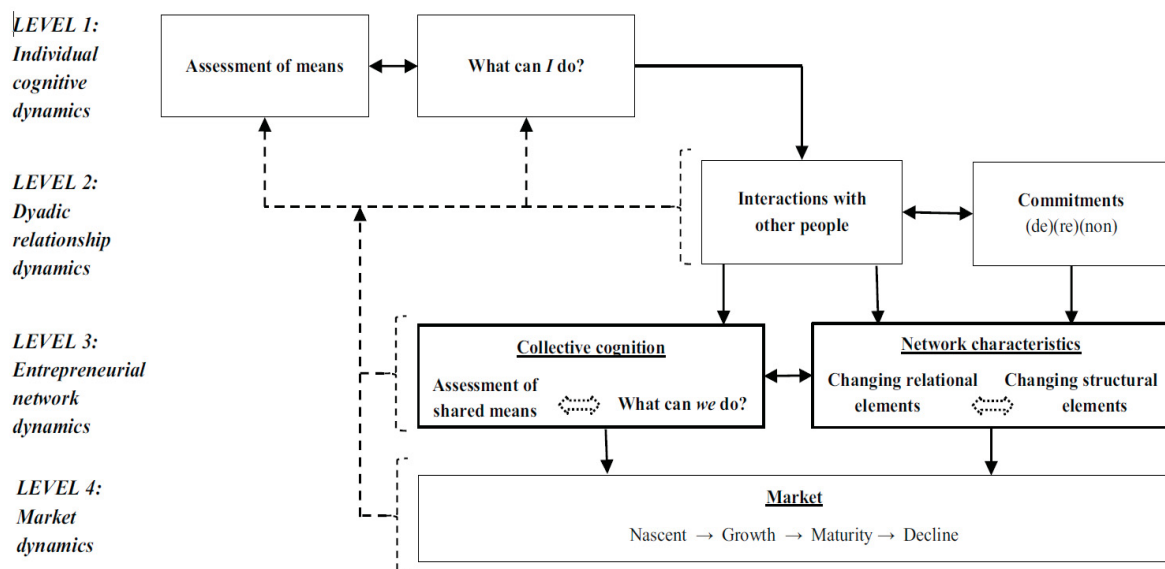 LEVEL 1:
Individual
cognitive
dynamics
Assessment of means
What can I do?
LEVEL 2:
Dyadic
relationship
dynamics
Interactions with
other people
Commitments
(de)(re)(non)
LEVEL 3:
Entrepreneurial
network
dynamics
Collective cognition
Assessment of
shared means
What can we do?
Network characteristics
Changing relational
elements
Changing structural
elements
LEVEL 4:
Market
dynamics
Market
Nascent → Growth → Maturity → Decline